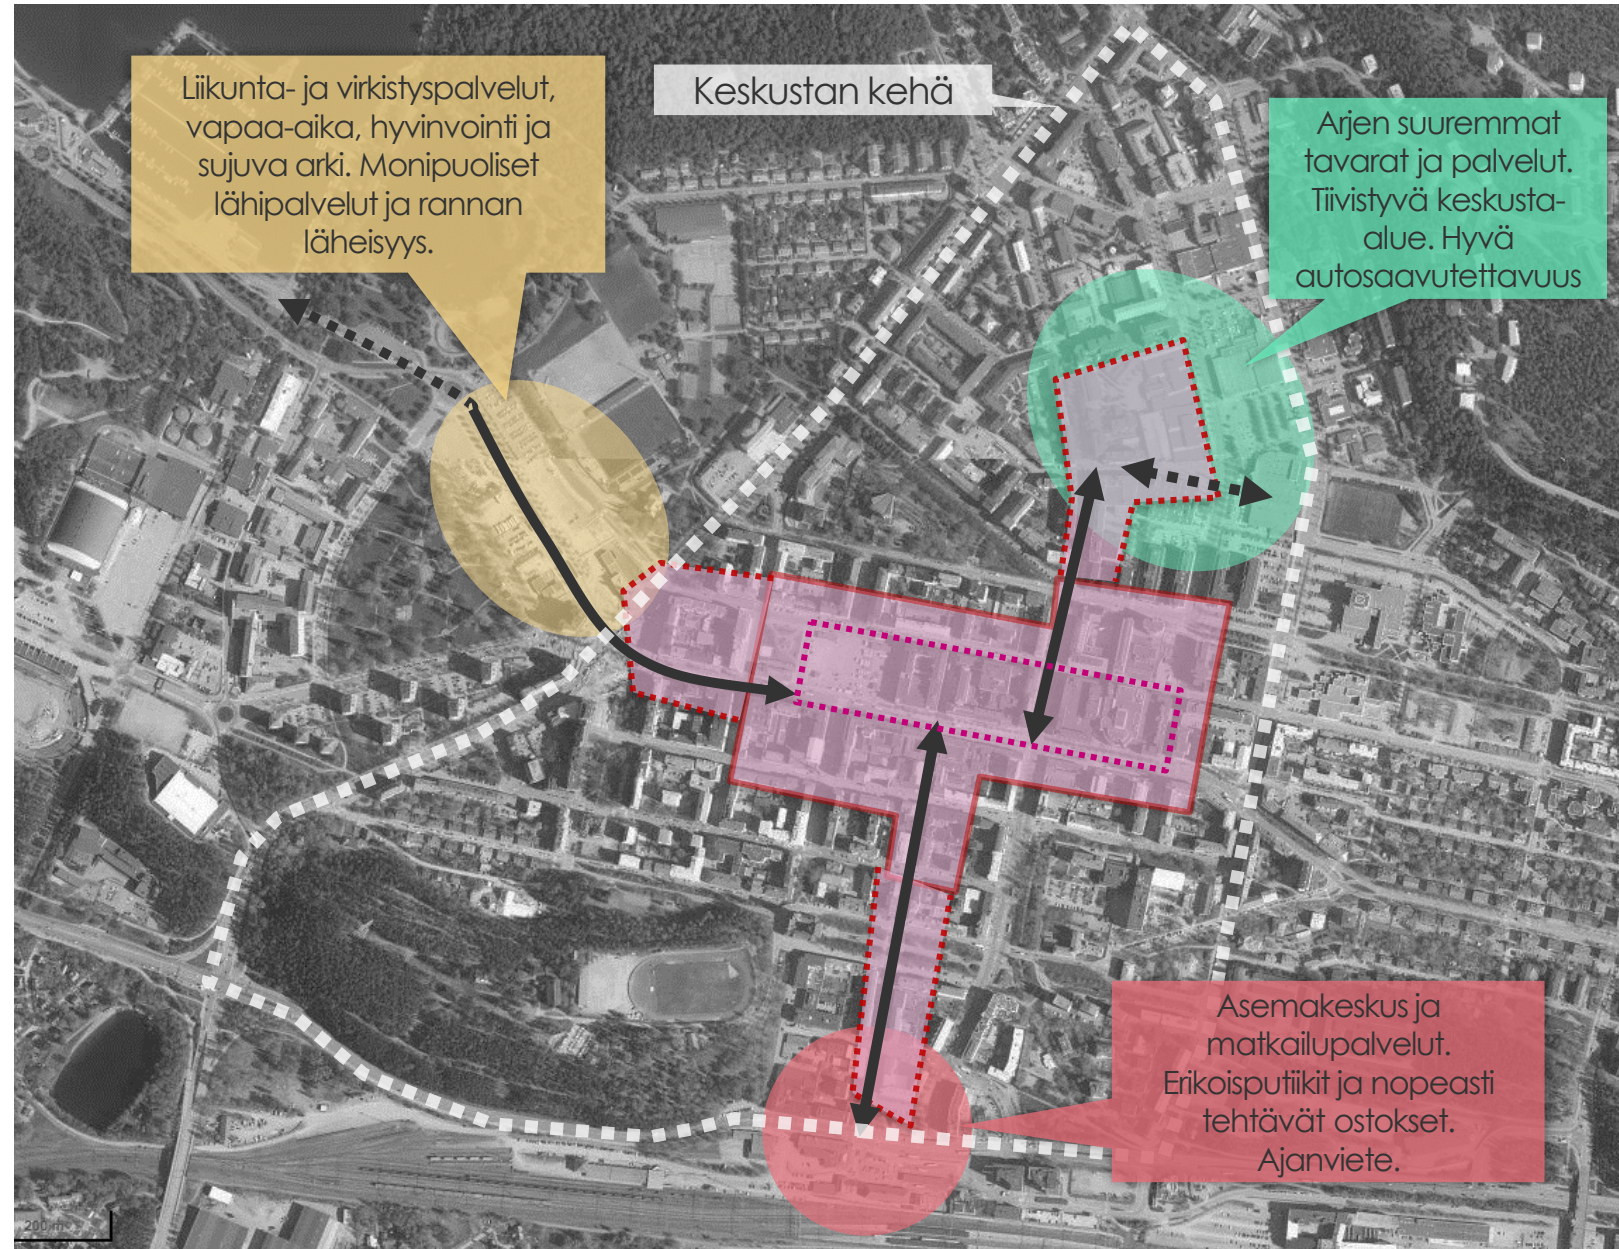 Liikunta- ja virkistyspalvelut,
vapaa-aika, hyvinvointi ja
sujuva arki. Monipuoliset
lähipalvelut ja rannan
läheisyys.
Keskustan kehä
Arjen suuremmat
tavarat ja palvelut.
Tiivistyvä keskusta-
alue. Hyvä
autosaavutettavuus
Asemakeskus ja
matkailupalvelut.
Erikoisputiikit ja nopeasti
tehtävät ostokset.
Ajanviete.
200 m